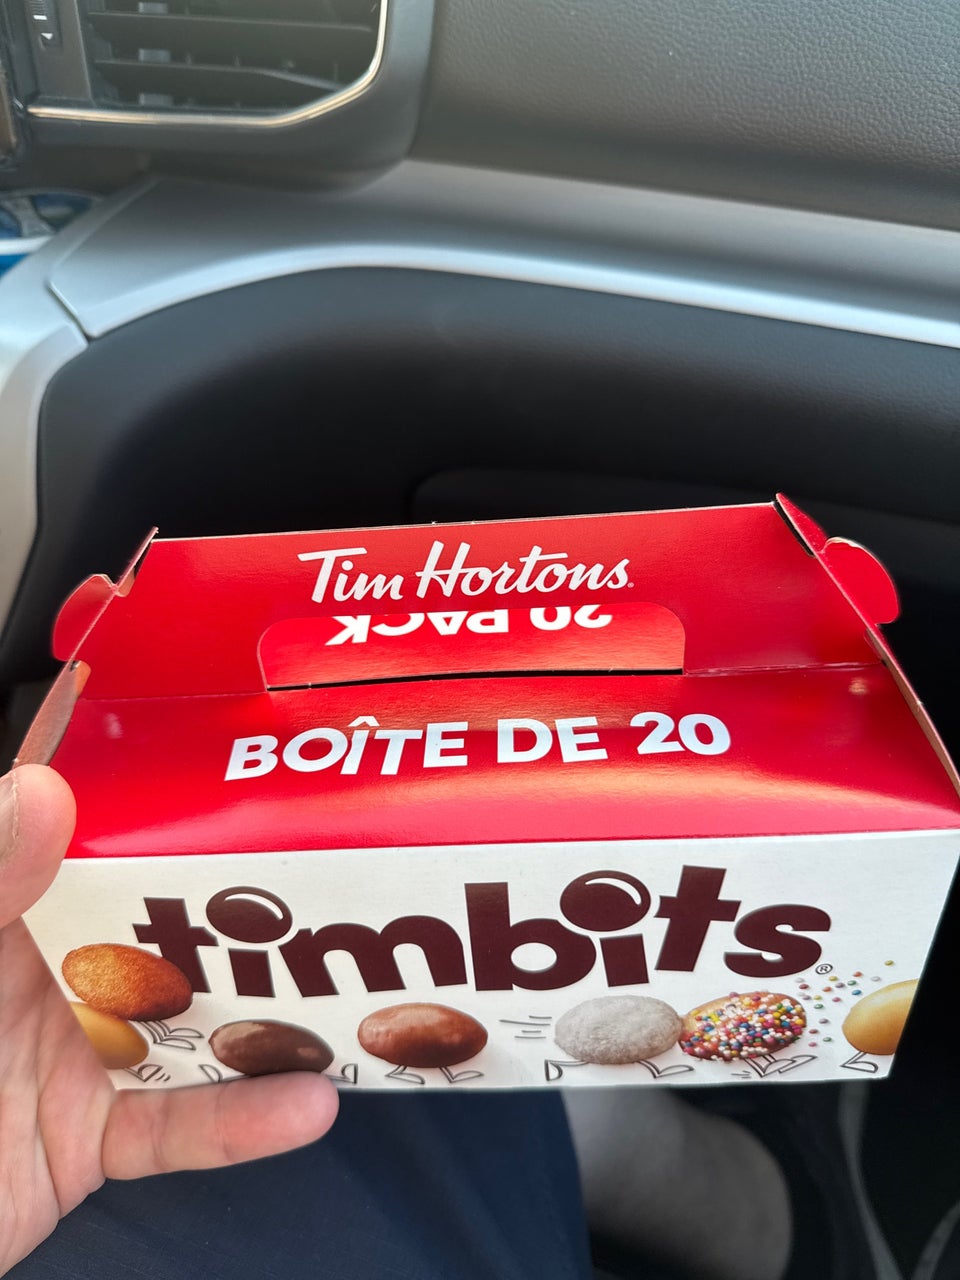 Tim Hortons
20 PACK
BOÎTE DE 20
timbits®